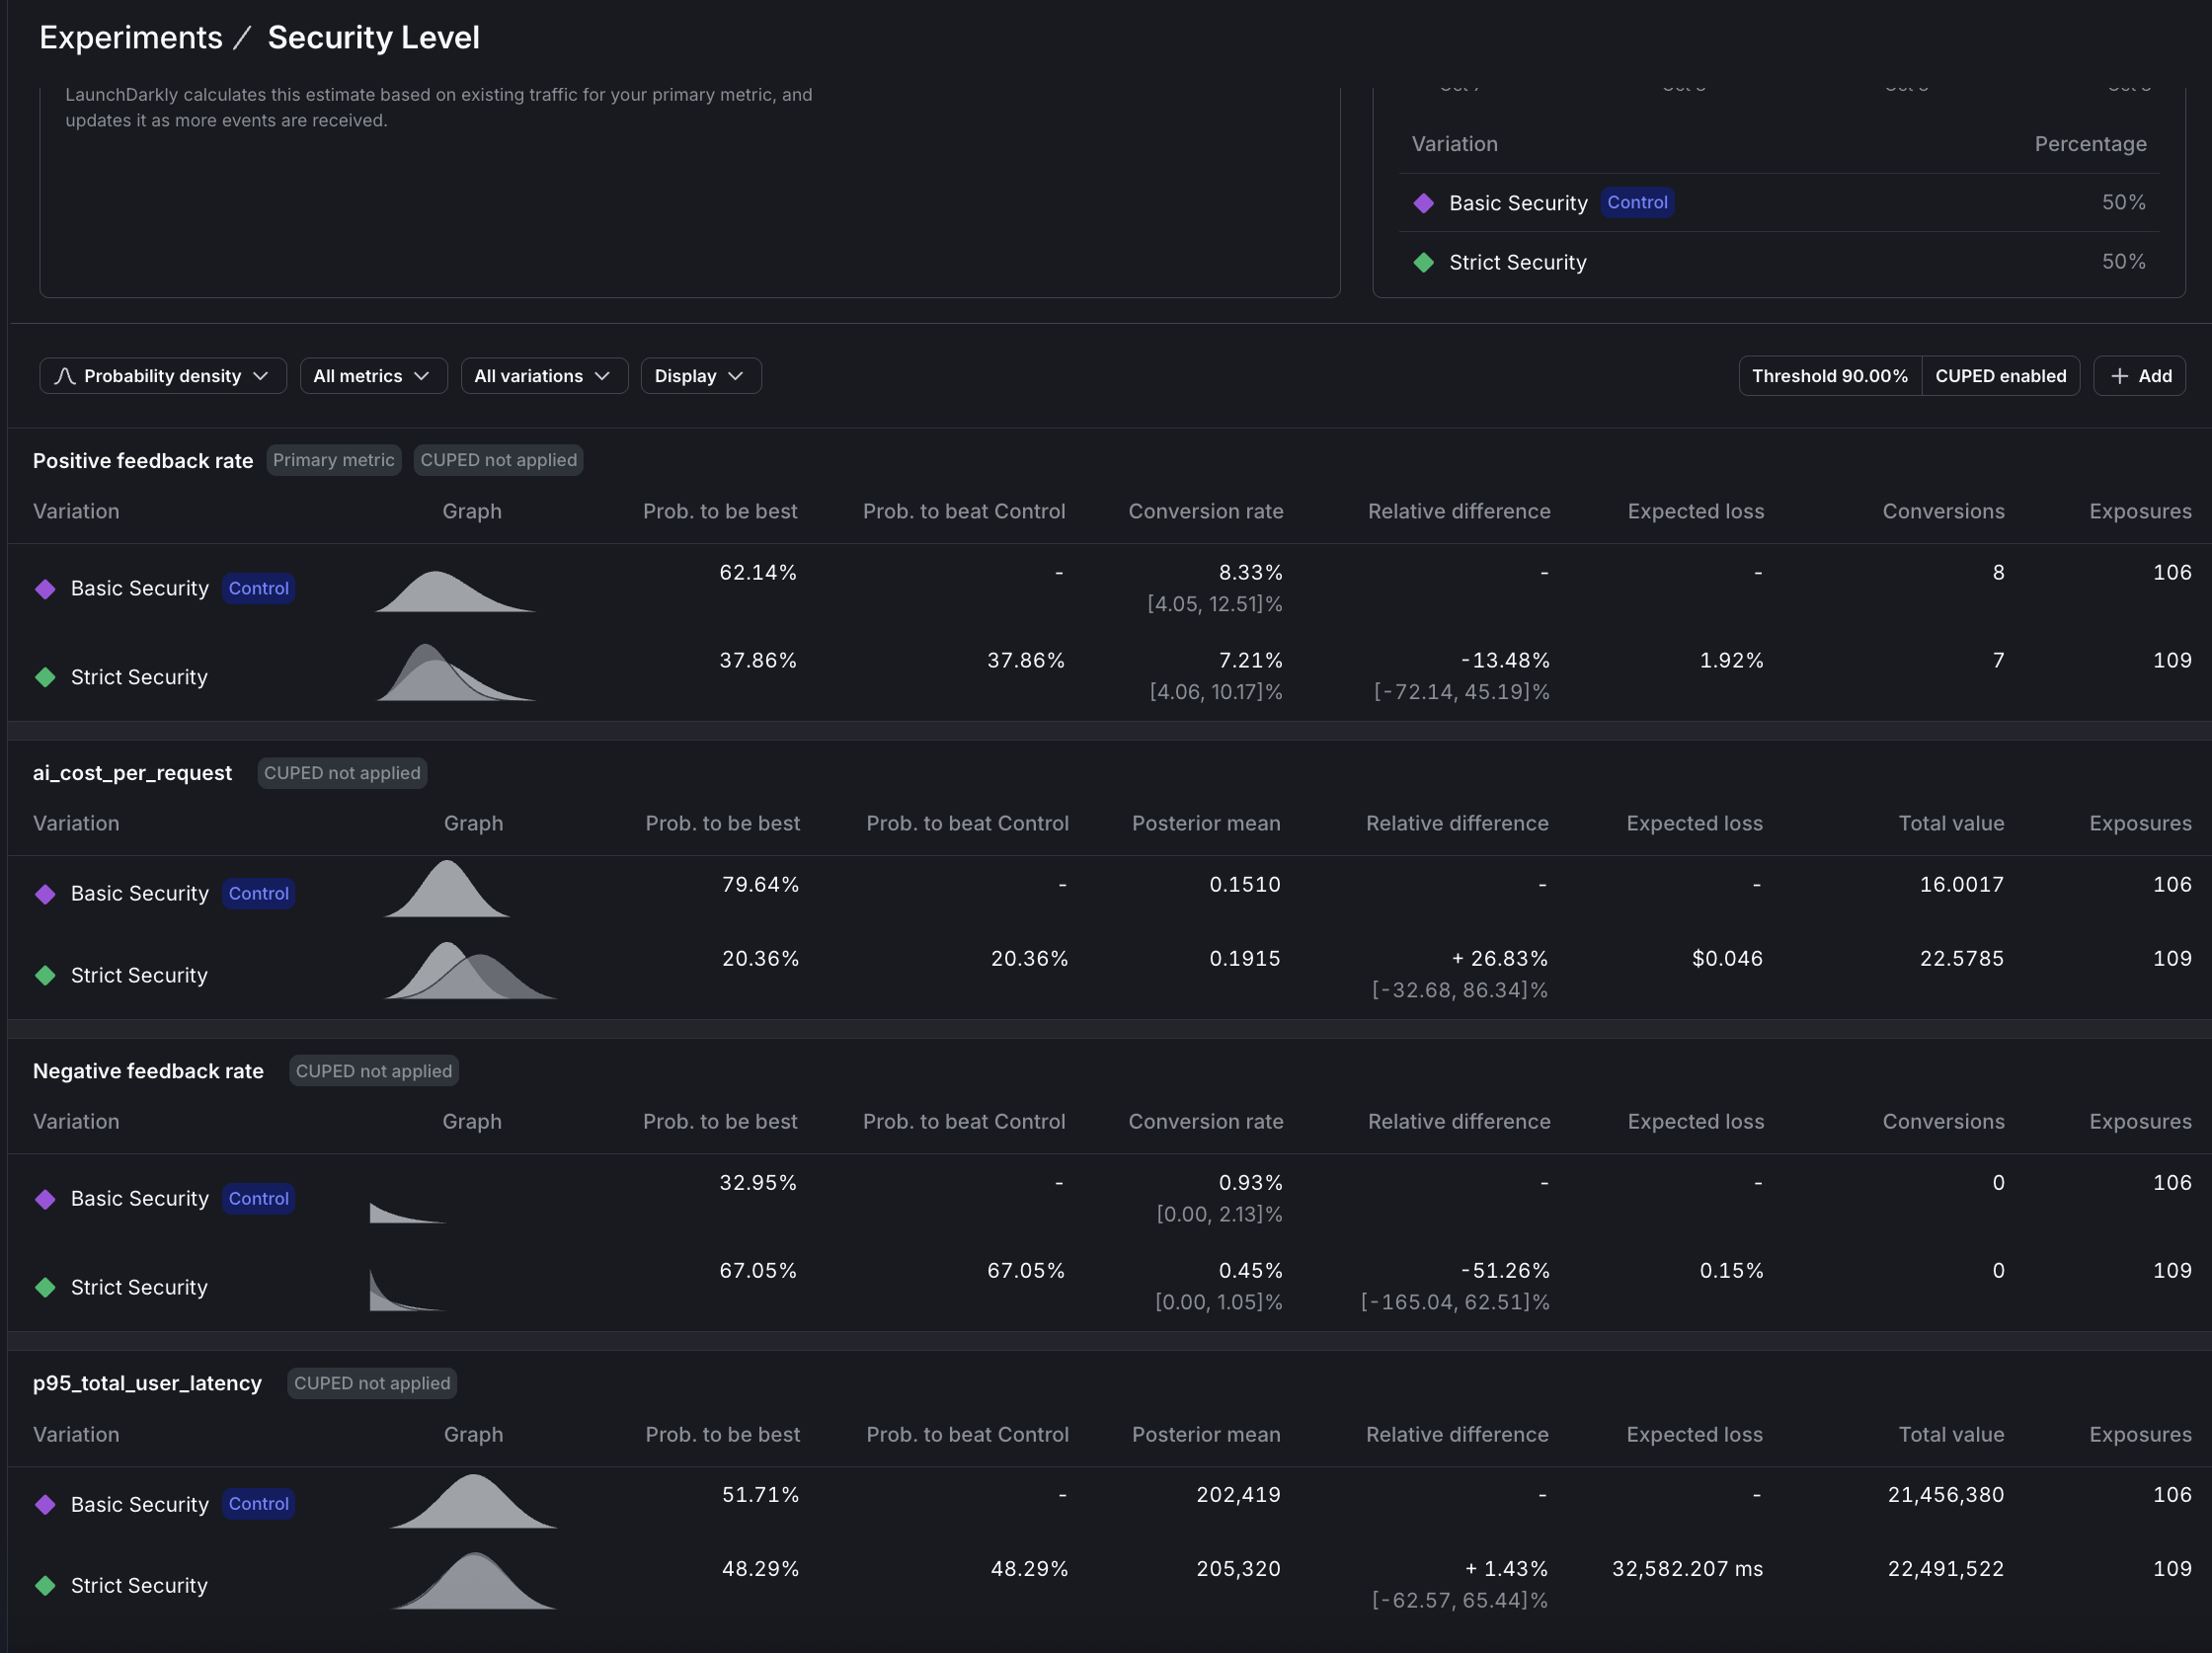 Experiments / Security Level
LaunchDarkly calculates this estimate based on existing traffic for your primary metric, and
updates it as more events are received.
Variation Percentage
Basic Security Control 50%
Strict Security 50%
Probability density All metrics All variations Display Threshold 90.00% CUPED enabled + Add
Positive feedback rate Primary metric CUPED not applied
Variation Graph Prob. to be best Prob. to beat Control Conversion rate Relative difference Expected loss Conversions Exposures
Basic Security Control 62.14% - 8.33% - - 8 106
[4.05, 12.51]%
Strict Security 37.86% 37.86% 7.21% -13.48% 1.92% 7 109
[4.06, 10.17]% [-72.14, 45.19]%
ai_cost_per_request CUPED not applied
Variation Graph Prob. to be best Prob. to beat Control Posterior mean Relative difference Expected loss Total value Exposures
Basic Security Control 79.64% - 0.1510 - - 16.0017 106
Strict Security 20.36% 20.36% 0.1915 + 26.83% $0.046 22.5785 109
[-32.68, 86.34]%
Negative feedback rate CUPED not applied
Variation Graph Prob. to be best Prob. to beat Control Conversion rate Relative difference Expected loss Conversions Exposures
Basic Security Control 32.95% - 0.93% - - 0 106
[0.00, 2.13]%
Strict Security 67.05% 67.05% 0.45% -51.26% 0.15% 0 109
[0.00, 1.05]% [-165.04, 62.51]%
p95_total_user_latency CUPED not applied
Variation Graph Prob. to be best Prob. to beat Control Posterior mean Relative difference Expected loss Total value Exposures
Basic Security Control 51.71% - 202,419 - - 21,456,380 106
Strict Security 48.29% 48.29% 205,320 + 1.43% 32,582.207 ms 22,491,522 109
[-62.57, 65.44]%